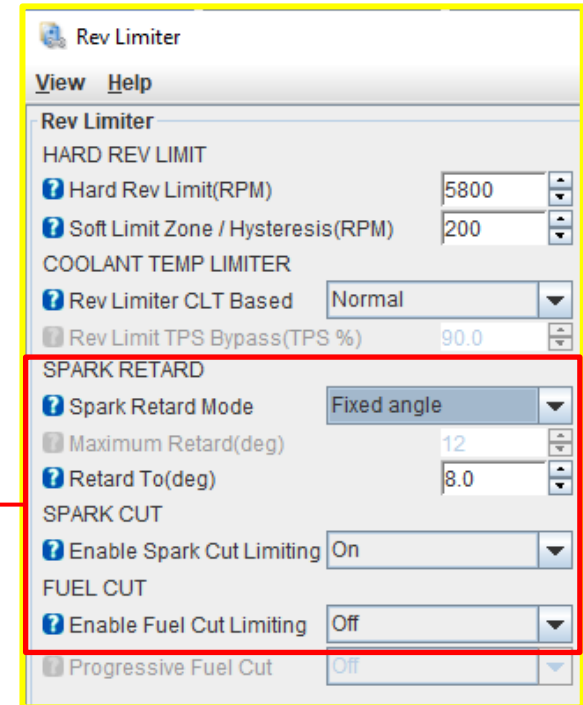 Rev Limiter
View Help
Rev Limiter
HARD REV LIMIT
Hard Rev Limit(RPM) 5800
Soft Limit Zone / Hysteresis(RPM) 200
COOLANT TEMP LIMITER
Rev Limiter CLT Based Normal
Rev Limit TPS Bypass(TPS %) 90.0
SPARK RETARD
Spark Retard Mode Fixed angle
Maximum Retard(deg) 12
Retard To(deg) 8.0
SPARK CUT
Enable Spark Cut Limiting On
FUEL CUT
Enable Fuel Cut Limiting Off
Progressive Fuel Cut Off